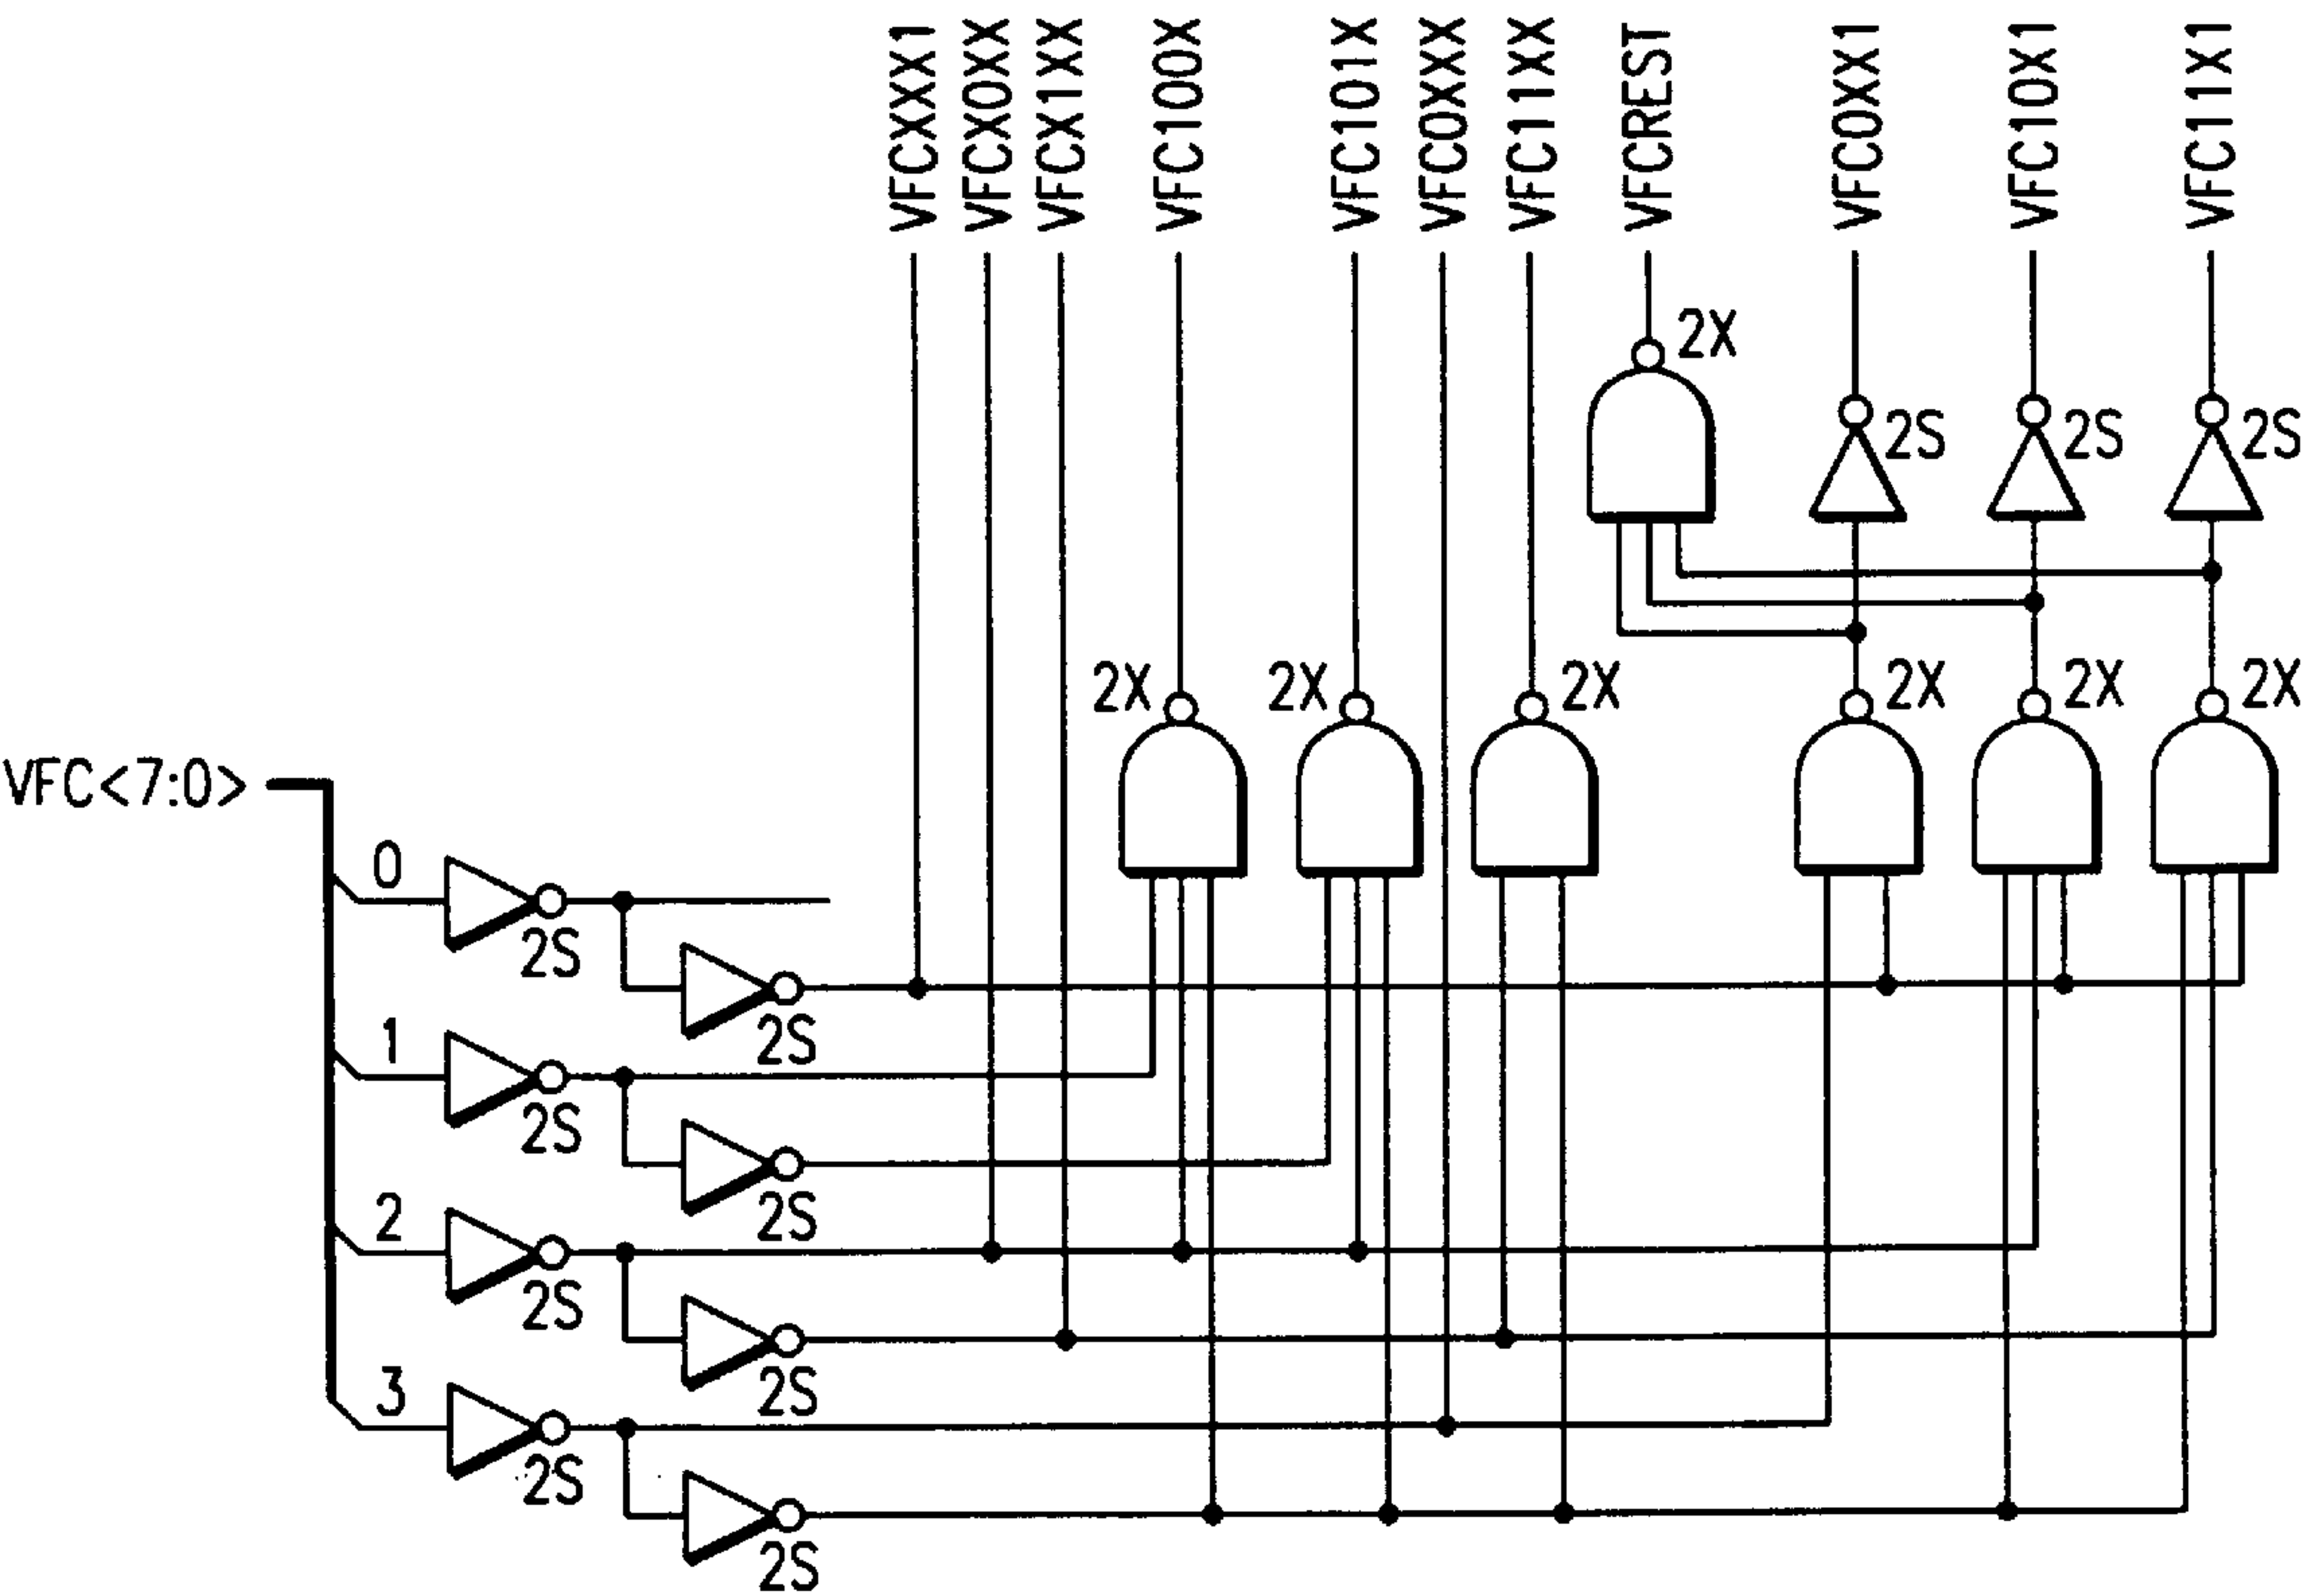 VFCXXX1
VFCX0XX
VFCX1XX
VFC100X
VFC101X
VFC0XXX
VFC11XX
VFCREST
VFC0XX1
VFC10X1
VFC11X1
2X
2S
2S
2S
2X
2X
2X
2X
2X
2X
VFC<7:0>
0
2S
2S
1
2S
2S
2
2S
2S
3
2S
2S